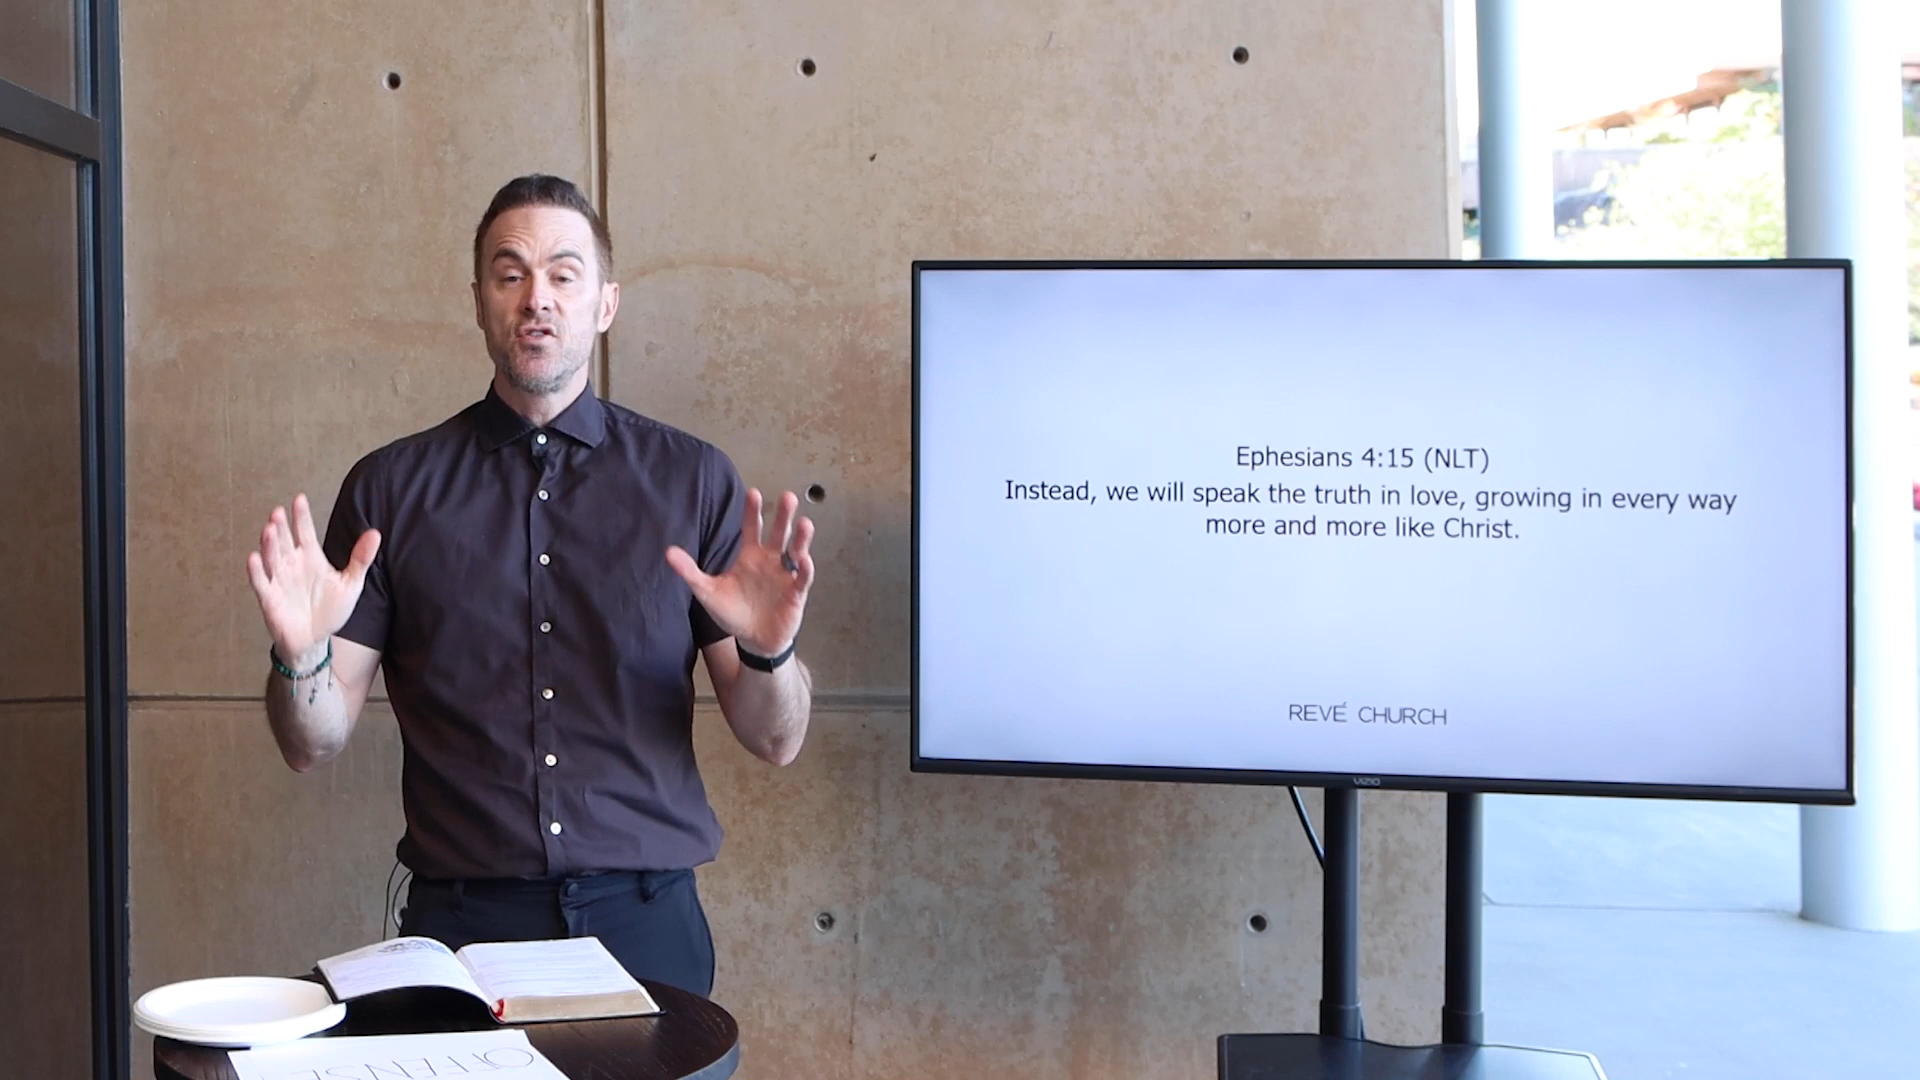 Ephesians 4:15 (NLT)
Instead, we will speak the truth in love, growing in every way
more and more like Christ.
REVÉ CHURCH
VIZIO
OFFENSE